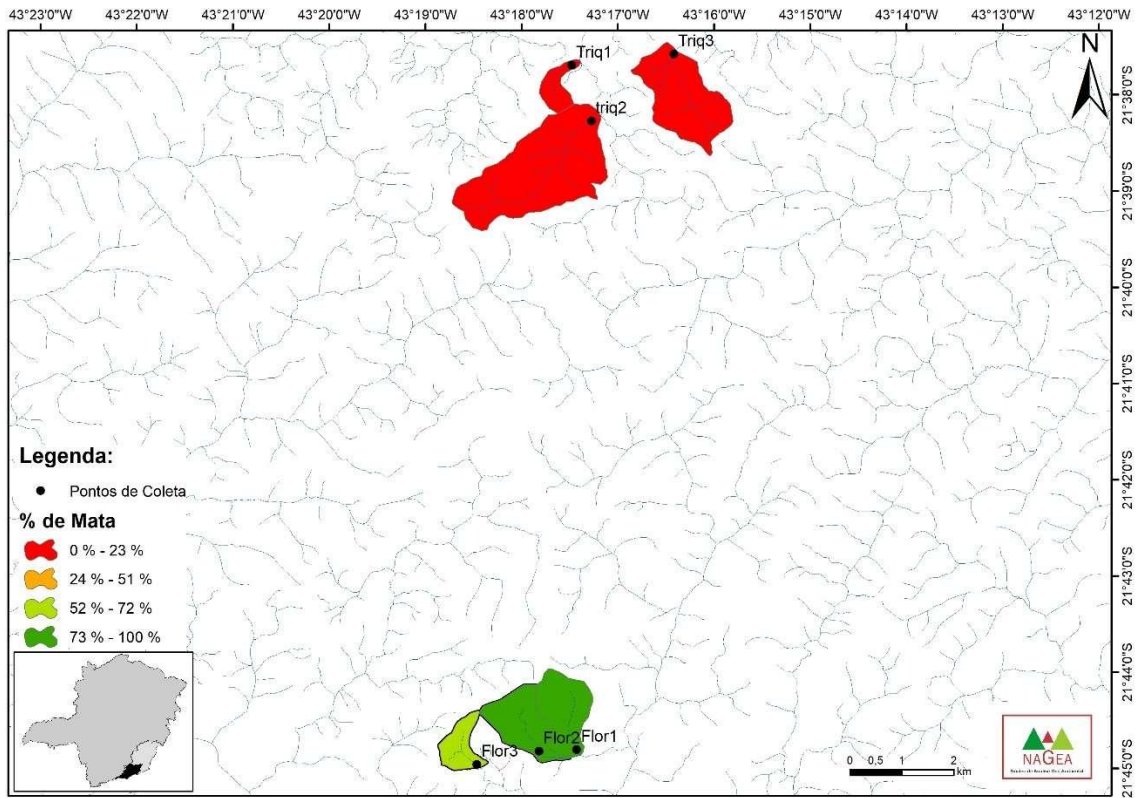 43°23'0"W 43°22'0"W 43°21'0"W 43°20'0"W 43°19'0"W 43°18'0"W 43°17'0"W 43°16'0"W 43°15'0"W 43°14'0"W 43°13'0"W 43°12'0"W
Triq1
Triq3
triq2
N
21°38'0"S
21°39'0"S
21°40'0"S
21°41'0"S
21°42'0"S
21°43'0"S
21°44'0"S
21°45'0"S
Legenda:
Pontos de Coleta
% de Mata
0 % - 23 %
24 % - 51 %
52 % - 72 %
73 % - 100 %
Flor3
Flor2
Flor1
0 0,5 1 2
km
NAGEA